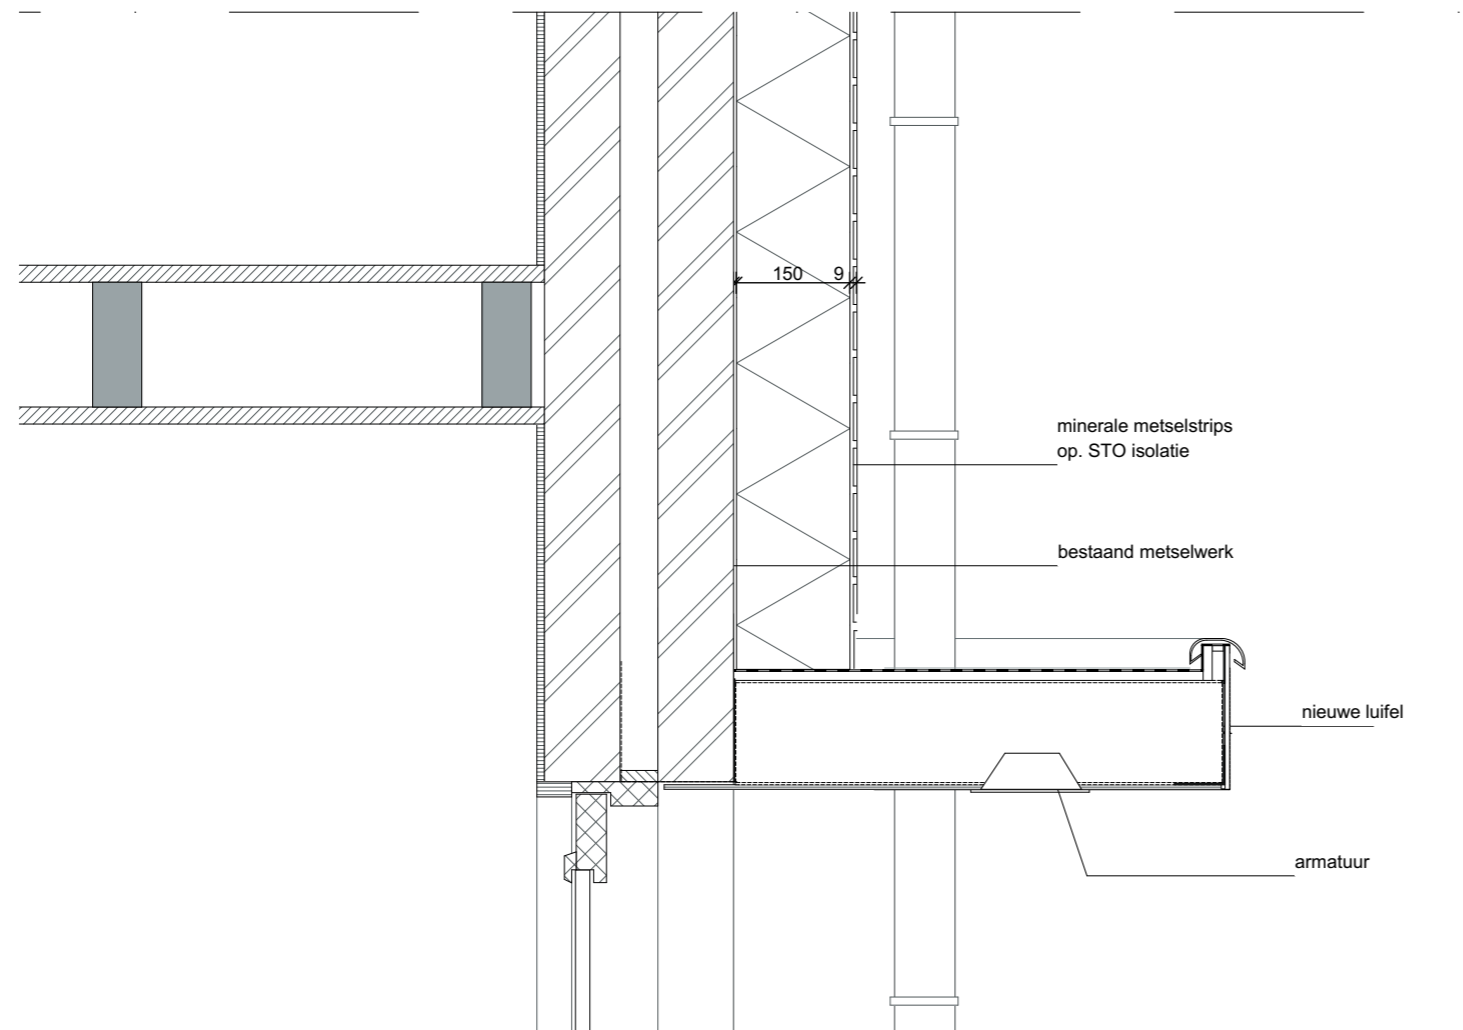 150 9
minerale metselstrips
op. STO isolatie
bestaand metselwerk
nieuwe luifel
armatuur